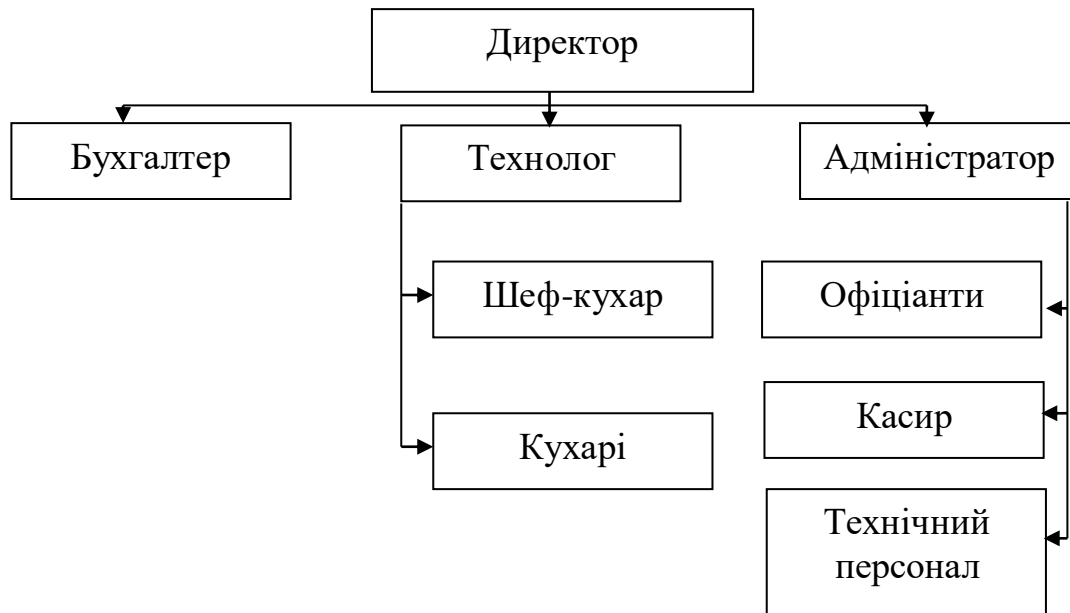 Директор
Бухгалтер
Технолог
Адміністратор
Шеф-кухар
Офіціанти
Кухарі
Касир
Технічний
персонал